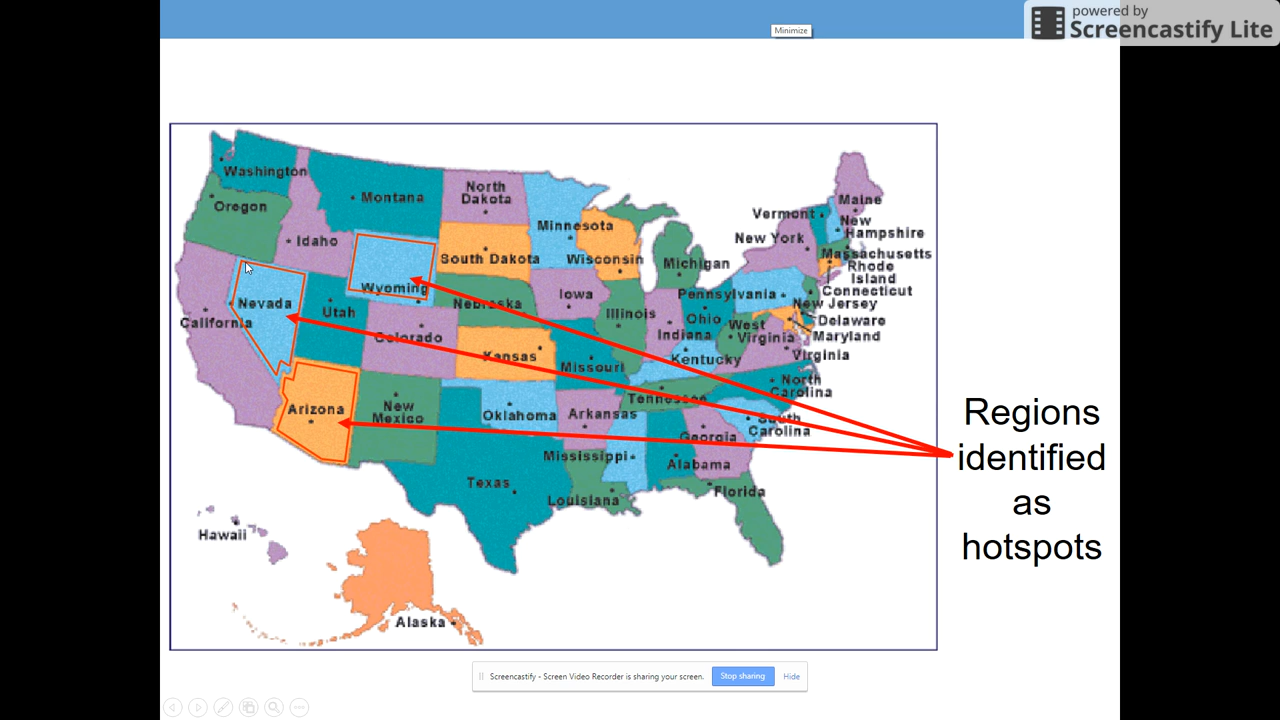 powered by
Screencastify Lite
Minimize
Washington
Montana
North
Dakota
Minnesota
Maine
Vermont
New
Hampshire
Oregon
Idaho
South Dakota
Wisconsin
Michigan
New York
Massachusetts
Rhode
Island
Connecticut
Wyoming
Nebraska
Iowa
Pennsylvania
New Jersey
Nevada
Utah
Illinois
Indiana
Ohio
West
Virginia
Delaware
Maryland
California
Colorado
Kansas
Missouri
Kentucky
Virginia
Arizona
New
Mexico
Oklahoma
Arkansas
Tennessee
North
Carolina
South
Carolina
Mississippi
Alabama
Georgia
Texas
Louisiana
Florida
Hawaii
Alaska
Regions
identified
as
hotspots
Screencastify - Screen Video Recorder is sharing your screen.
Stop sharing
Hide